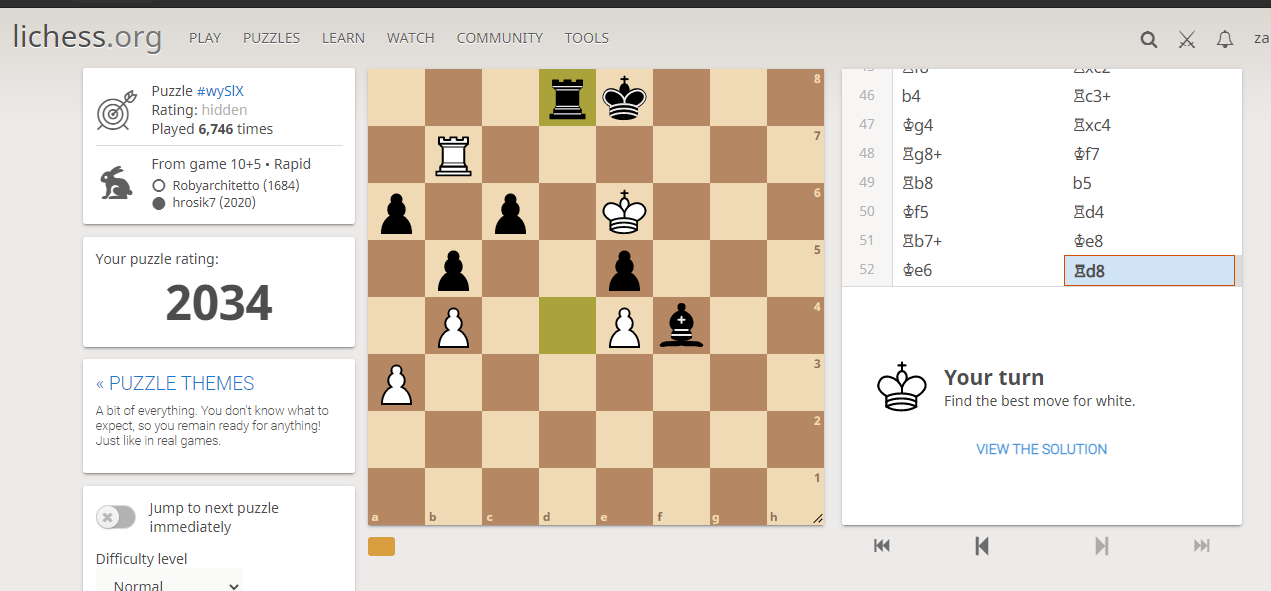 lichess.org PLAY PUZZLES LEARN WATCH COMMUNITY TOOLS za
Puzzle #wySlX
Rating: hidden
Played 6,746 times
From game 10+5 • Rapid
Robyarchitetto (1684)
hrosik7 (2020)
Your puzzle rating:
2034
« PUZZLE THEMES
A bit of everything. You don't know what to
expect, so you remain ready for anything!
Just like in real games.
Jump to next puzzle
immediately
Difficulty level
Normal
8
7
6
5
4
3
2
1
a b c d e f g h
46 b4 ♖c3+
47 ♔g4 ♖xc4
48 ♖g8+ ♔f7
49 ♖b8 b5
50 ♔f5 ♖d4
51 ♖b7+ ♔e8
52 ♔e6 ♖d8
Your turn
Find the best move for white.
VIEW THE SOLUTION